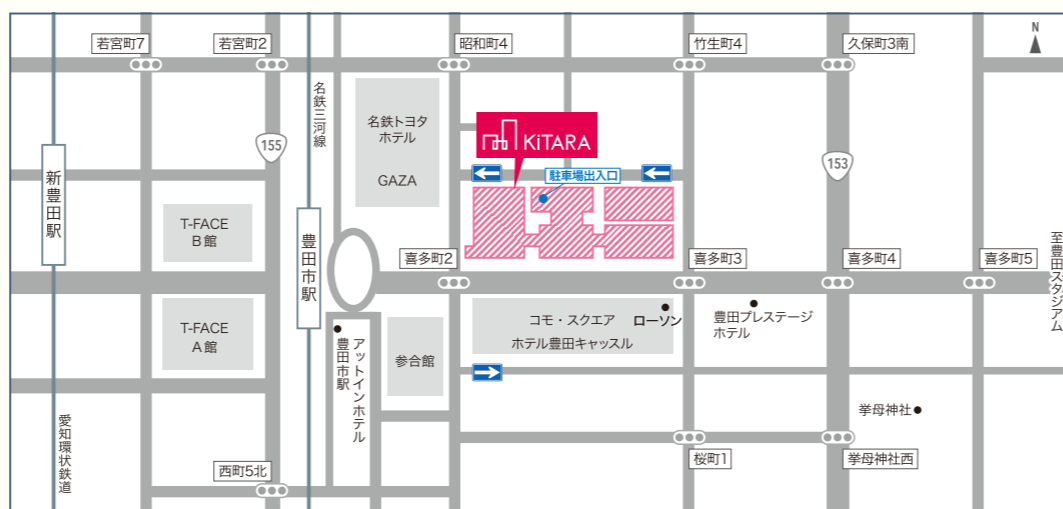 若宮町7
若宮町2
昭和町4
竹生町4
久保町3南
N
名鉄三河線
名鉄トヨタ
ホテル
GAZA
KiTARA
155
153
駐車場出入口
新豊田駅
T-FACE
B館
豊田市駅
喜多町2
喜多町3
喜多町4
喜多町5
至豊田スタジアム
T-FACE
A館
コモ・スクエア
ローソン
ホテル豊田キャッスル
豊田プレステージ
ホテル
アットインホテル
豊田市駅
参合館
挙母神社
愛知環状鉄道
西町5北
桜町1
挙母神社西